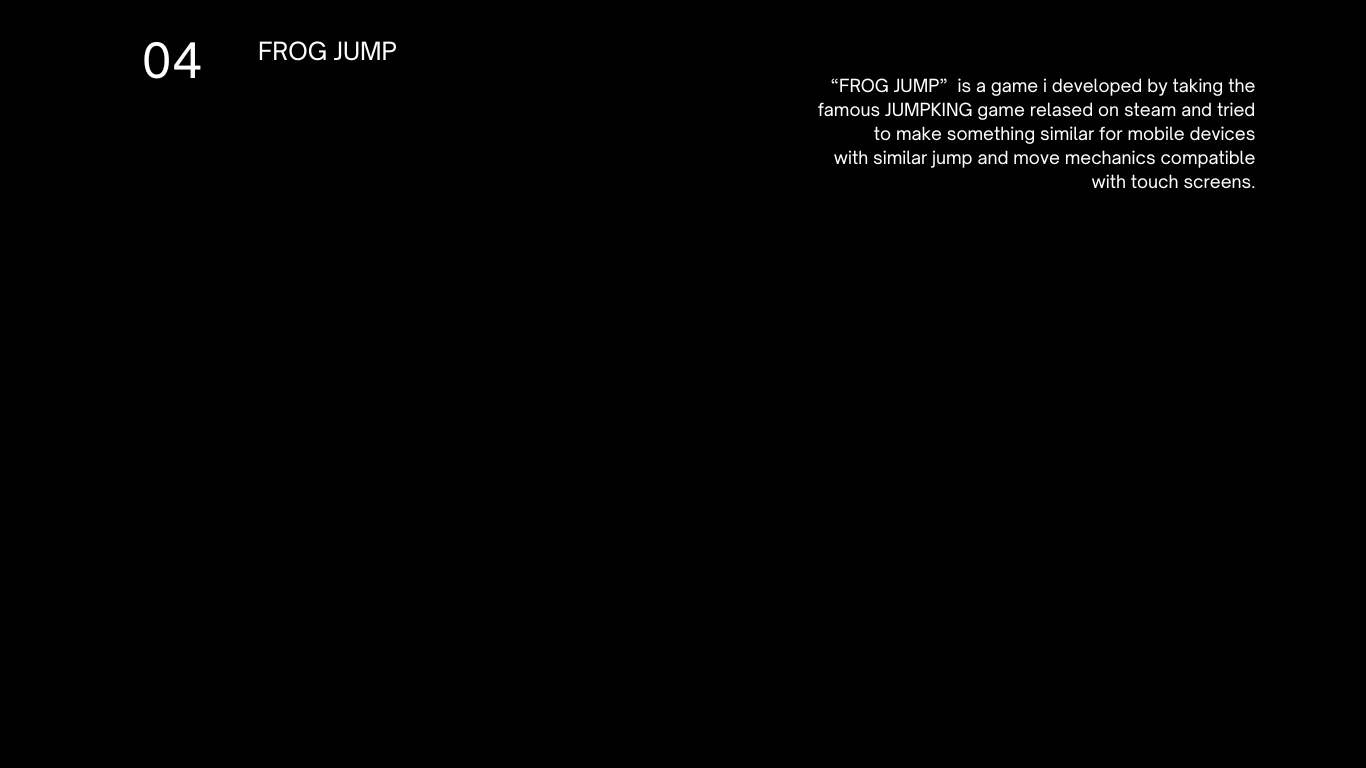 04
FROG JUMP
“FROG JUMP”  is a game i developed by taking the
famous JUMPKING game relased on steam and tried
to make something similar for mobile devices
with similar jump and move mechanics compatible
with touch screens.